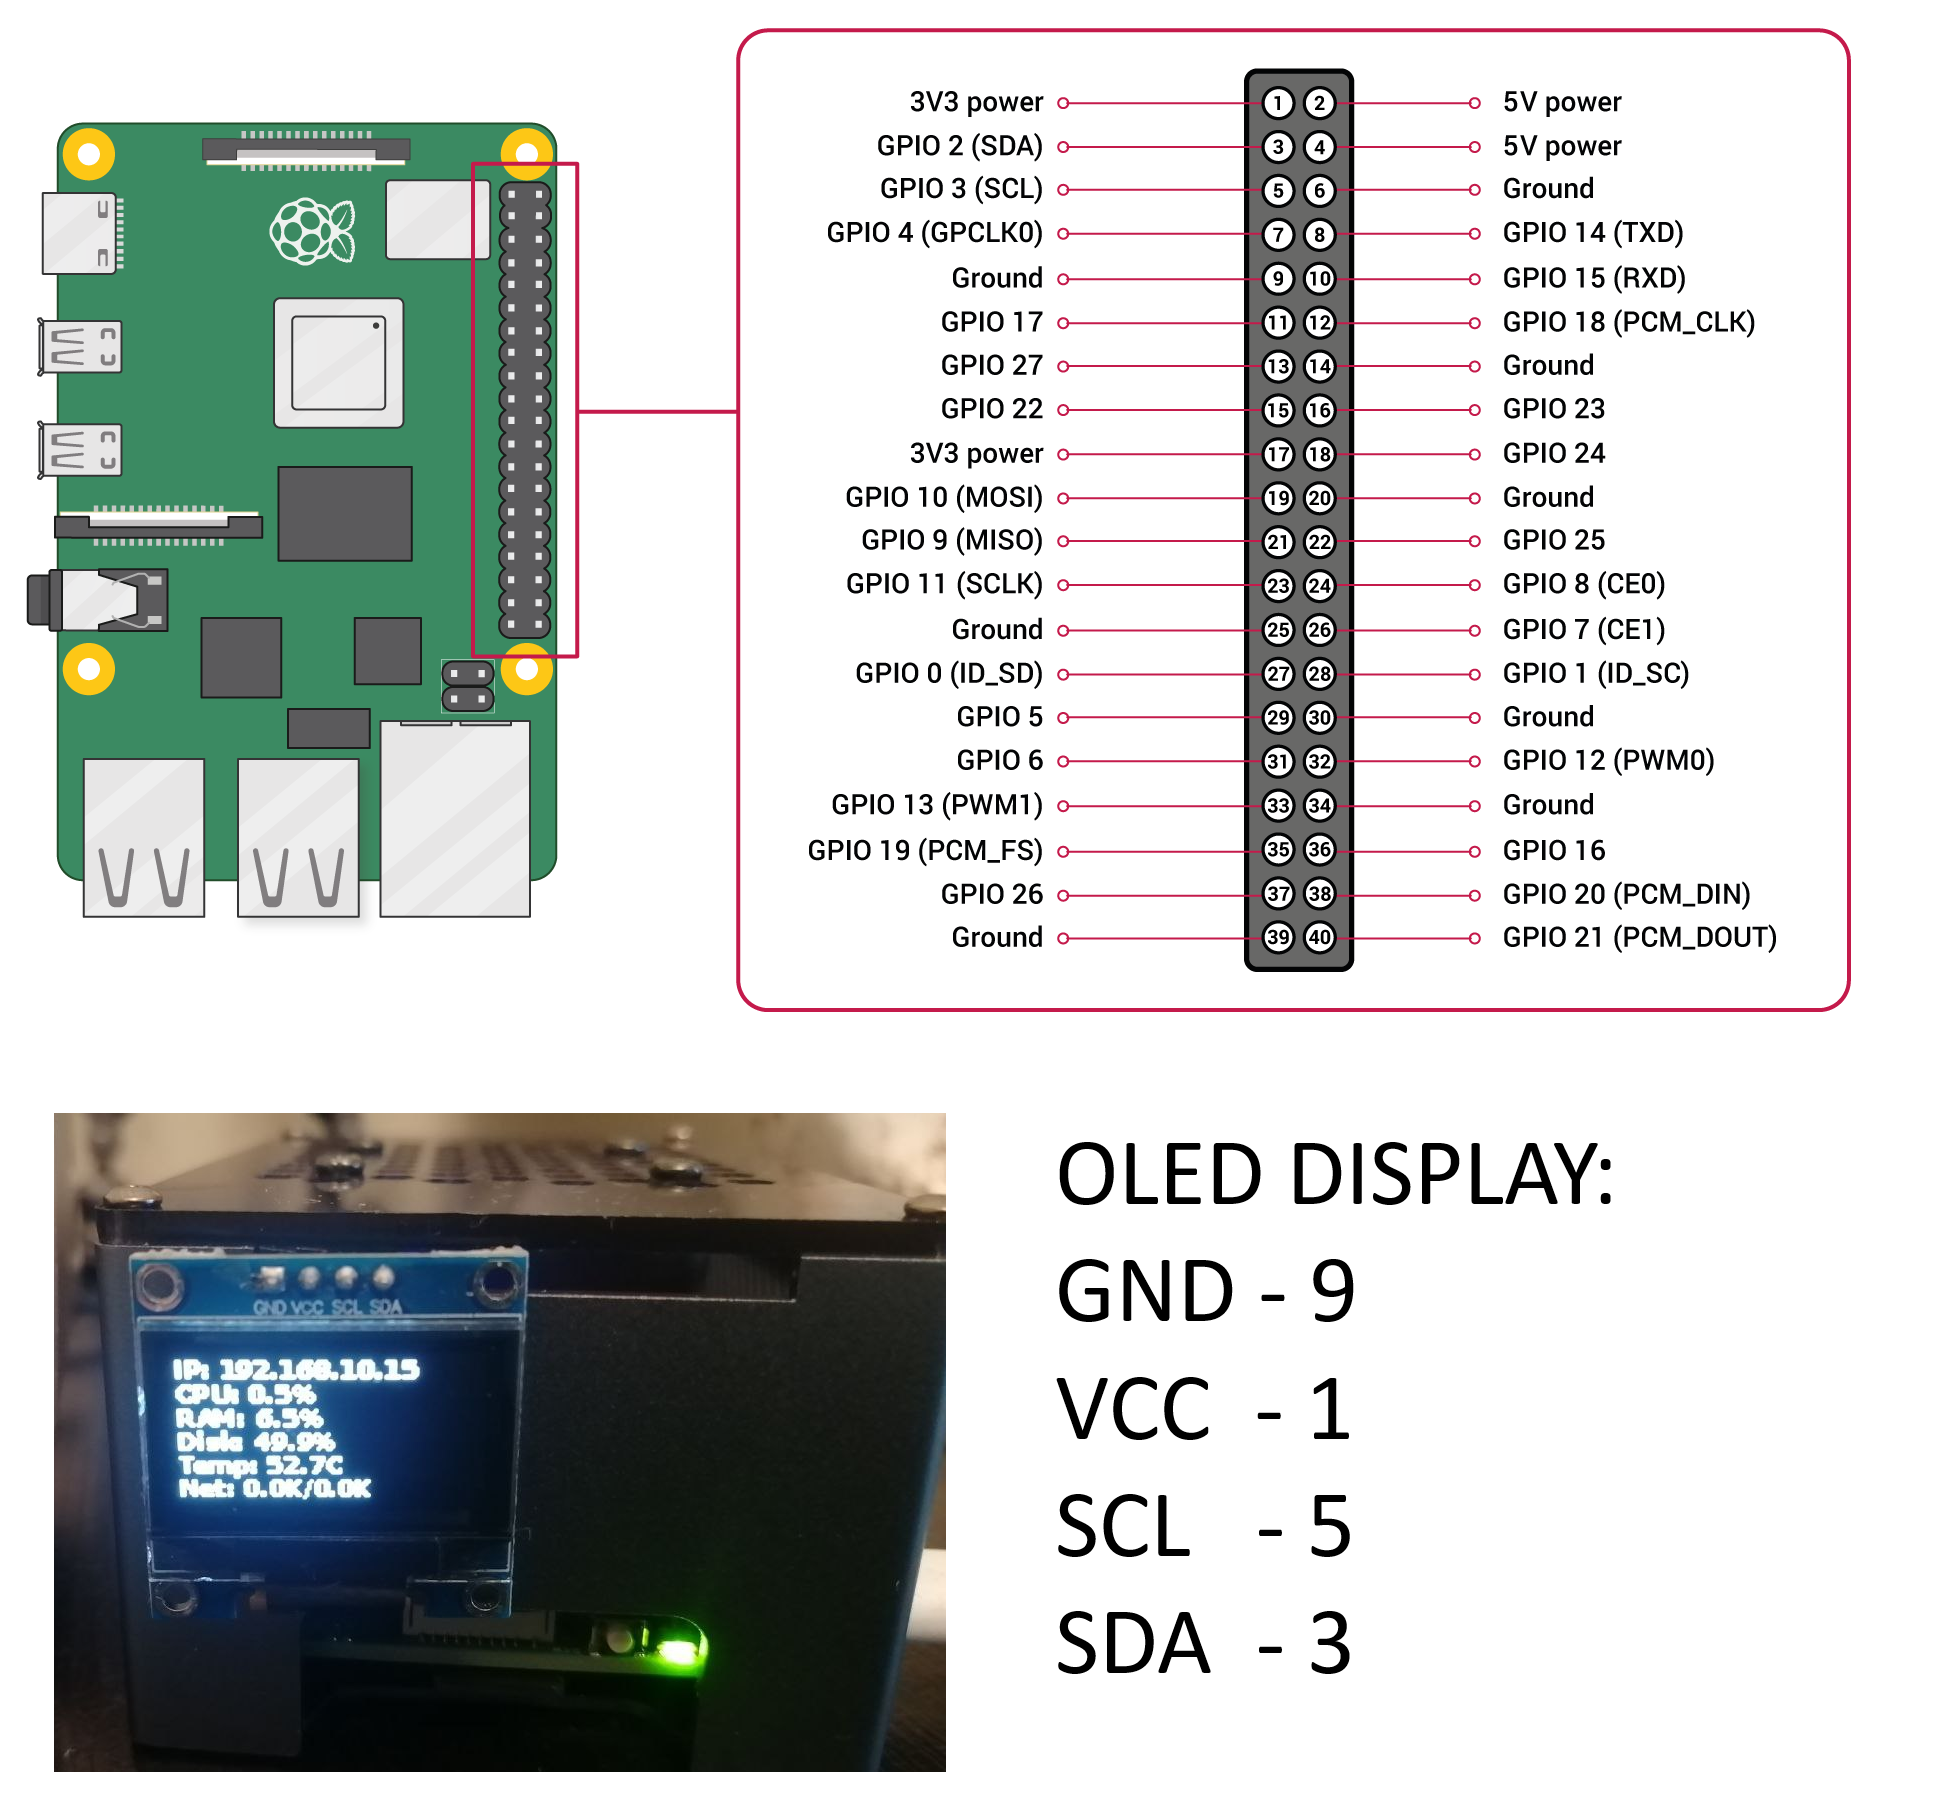 3V3 power 1 2 5V power
GPIO 2 (SDA) 3 4 5V power
GPIO 3 (SCL) 5 6 Ground
GPIO 4 (GPCLK0) 7 8 GPIO 14 (TXD)
Ground 9 10 GPIO 15 (RXD)
GPIO 17 11 12 GPIO 18 (PCM_CLK)
GPIO 27 13 14 Ground
GPIO 22 15 16 GPIO 23
3V3 power 17 18 GPIO 24
GPIO 10 (MOSI) 19 20 Ground
GPIO 9 (MISO) 21 22 GPIO 25
GPIO 11 (SCLK) 23 24 GPIO 8 (CE0)
Ground 25 26 GPIO 7 (CE1)
GPIO 0 (ID_SD) 27 28 GPIO 1 (ID_SC)
GPIO 5 29 30 Ground
GPIO 6 31 32 GPIO 12 (PWM0)
GPIO 13 (PWM1) 33 34 Ground
GPIO 19 (PCM_FS) 35 36 GPIO 16
GPIO 26 37 38 GPIO 20 (PCM_DIN)
Ground 39 40 GPIO 21 (PCM_DOUT)
GND VCC SCL SDA
IP: 192.168.10.15
CPU: 0.5%
RAM: 6.5%
Disk: 49.9%
Temp: 52.7C
Net: 0.0K/0.0K
OLED DISPLAY:
GND - 9
VCC - 1
SCL - 5
SDA - 3